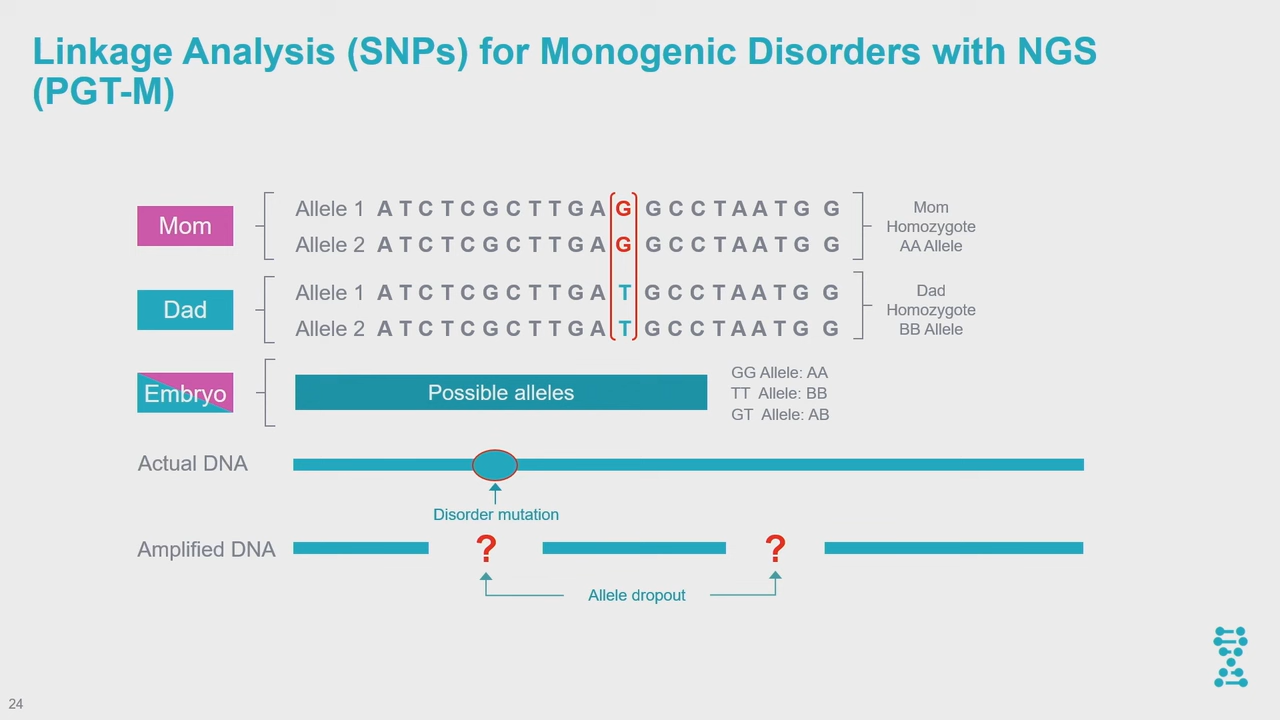 Linkage Analysis (SNPs) for Monogenic Disorders with NGS
(PGT-M)
Mom
Allele 1 A T C T C G C T T G A G G C C T A A T G G
Allele 2 A T C T C G C T T G A G G C C T A A T G G
Mom
Homozygote
AA Allele
Dad
Allele 1 A T C T C G C T T G A T G C C T A A T G G
Allele 2 A T C T C G C T T G A T G C C T A A T G G
Dad
Homozygote
BB Allele
Embryo
Possible alleles
GG Allele: AA
TT Allele: BB
GT Allele: AB
Actual DNA
Disorder mutation
Amplified DNA
? ?
Allele dropout
24